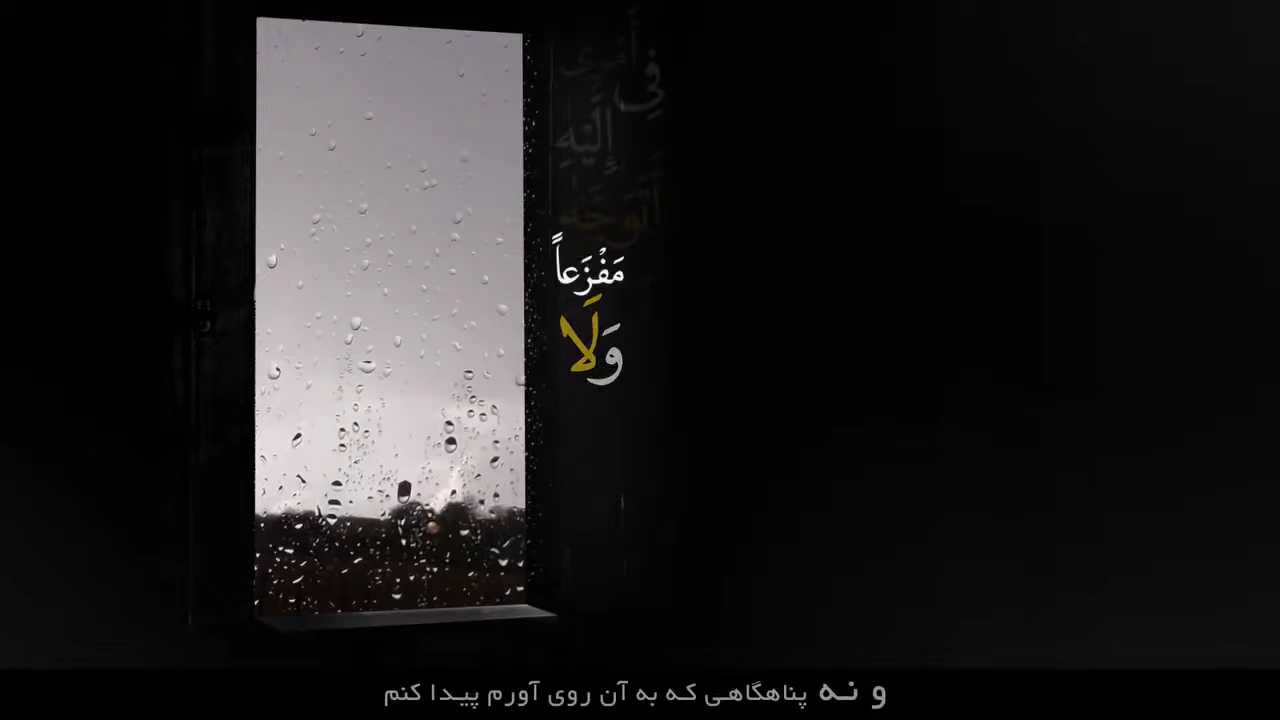 وَلَا
مَفْزَعاً
أَتَوَجَّهُ
إِلَيْهِ
فِي
أَمْرِي
و نه پناهگاهی که به آن روی آورم پیدا کنم